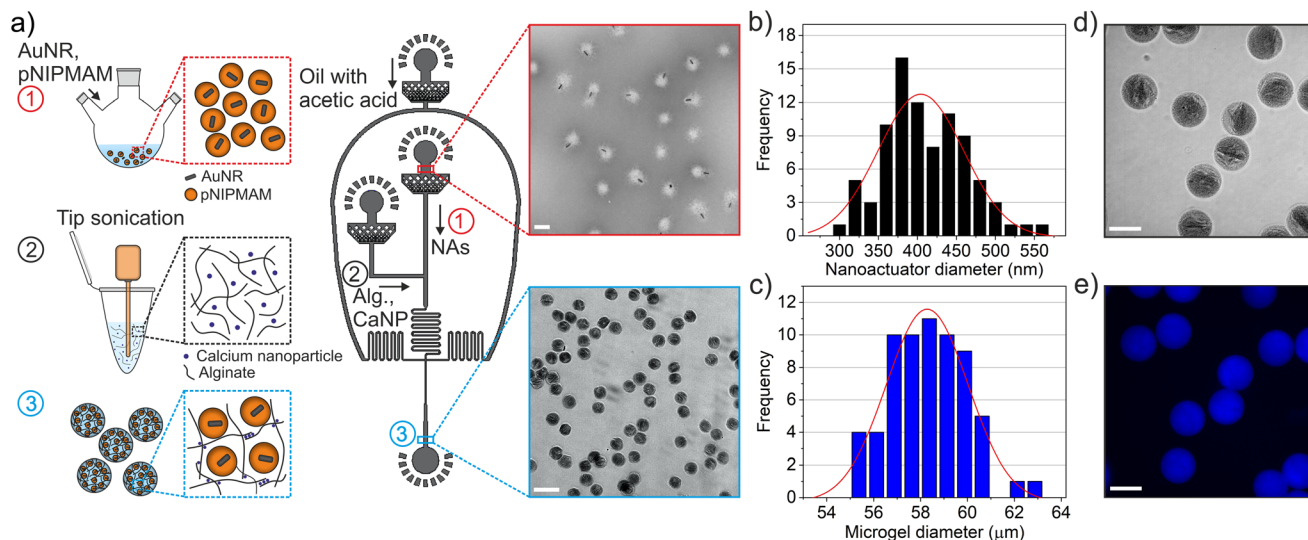 a)
AuNR,
pNIPMAM
1
AuNR
pNIPMAM
Tip sonication
2
Calcium nanoparticle
Alginate
3
Oil with
acetic acid
1
NAs
2
Alg.,
CaNP
3
b)
18
15
12
9
6
3
0
Frequency
300 350 400 450 500 550
Nanoactuator diameter (nm)
c)
12
10
8
6
4
2
0
Frequency
54 56 58 60 62 64
Microgel diameter (μm)
d)
e)